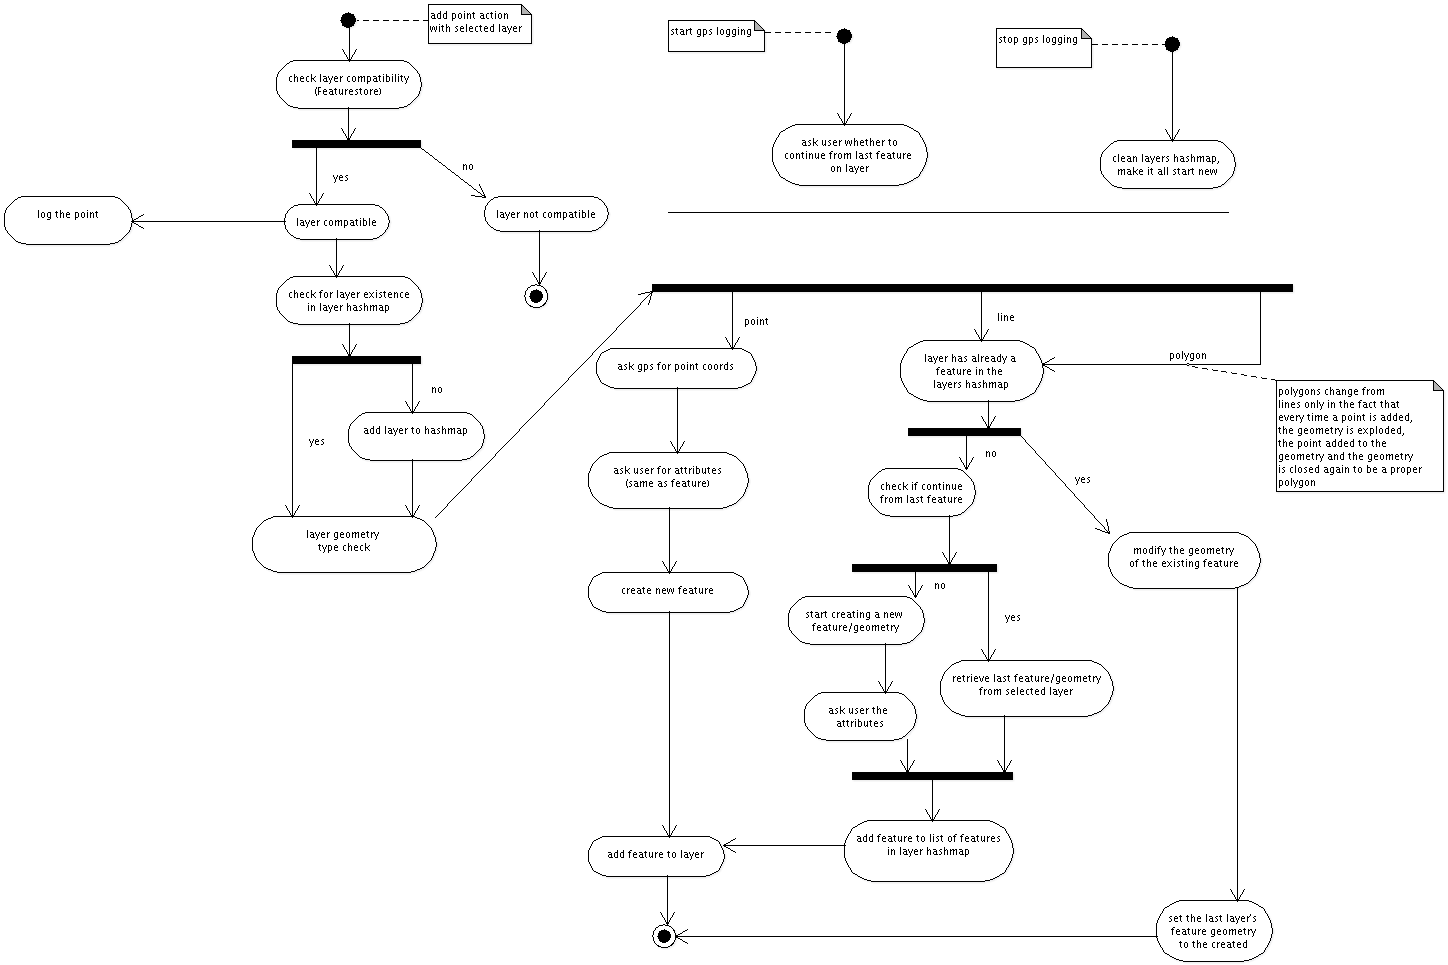 add point action
with selected layer
start gps logging
stop gps logging
check layer compatibility
(Featurestore)
ask user whether to
continue from last feature
on layer
clean layers hashmap,
make it all start new
no
yes
log the point
layer compatible
layer not compatible
check for layer existence
in layer hashmap
point
line
polygon
ask gps for point coords
layer has already a
feature in the
layers hashmap
polygons change from
lines only in the fact that
every time a point is added,
the geometry is exploded,
the point added to the
geometry and the geometry
is closed again to be a proper
polygon
no
yes
add layer to hashmap
layer geometry
type check
ask user for attributes
(same as feature)
no
yes
check if continue
from last feature
modify the geometry
of the existing feature
create new feature
no
yes
start creating a new
feature/geometry
retrieve last feature/geometry
from selected layer
ask user the
attributes
add feature to layer
add feature to list of features
in layer hashmap
set the last layer's
feature geometry
to the created